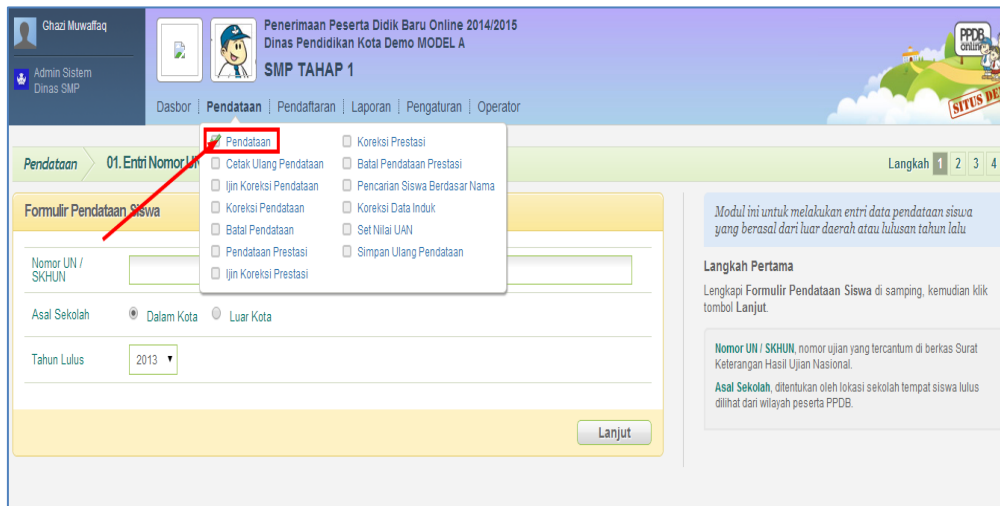 Ghazi Muwaffaq
Admin Sistem
Dinas SMP
Penerimaan Peserta Didik Baru Online 2014/2015
Dinas Pendidikan Kota Demo MODEL A
SMP TAHAP 1
PPDB
online
SITUS DE
Dasbor | Pendataan | Pendaftaran | Laporan | Pengaturan | Operator
Pendataan
Cetak Ulang Pendataan
Ijin Koreksi Pendataan
Koreksi Pendataan
Batal Pendataan
Pendataan Prestasi
Ijin Koreksi Prestasi
Koreksi Prestasi
Batal Pendataan Prestasi
Pencarian Siswa Berdasar Nama
Koreksi Data Induk
Set Nilai UAN
Simpan Ulang Pendataan
Pendataan 01. Entri Nomor UN
Langkah 1 2 3 4
Formulir Pendataan Siswa
Nomor UN /
SKHUN
Asal Sekolah Dalam Kota Luar Kota
Tahun Lulus 2013
Lanjut
Modul ini untuk melakukan entri data pendataan siswa
yang berasal dari luar daerah atau lulusan tahun lalu
Langkah Pertama
Lengkapi Formulir Pendataan Siswa di samping, kemudian klik
tombol Lanjut.
Nomor UN / SKHUN, nomor ujian yang tercantum di berkas Surat
Keterangan Hasil Ujian Nasional.
Asal Sekolah, ditentukan oleh lokasi sekolah tempat siswa lulus
dilihat dari wilayah peserta PPDB.